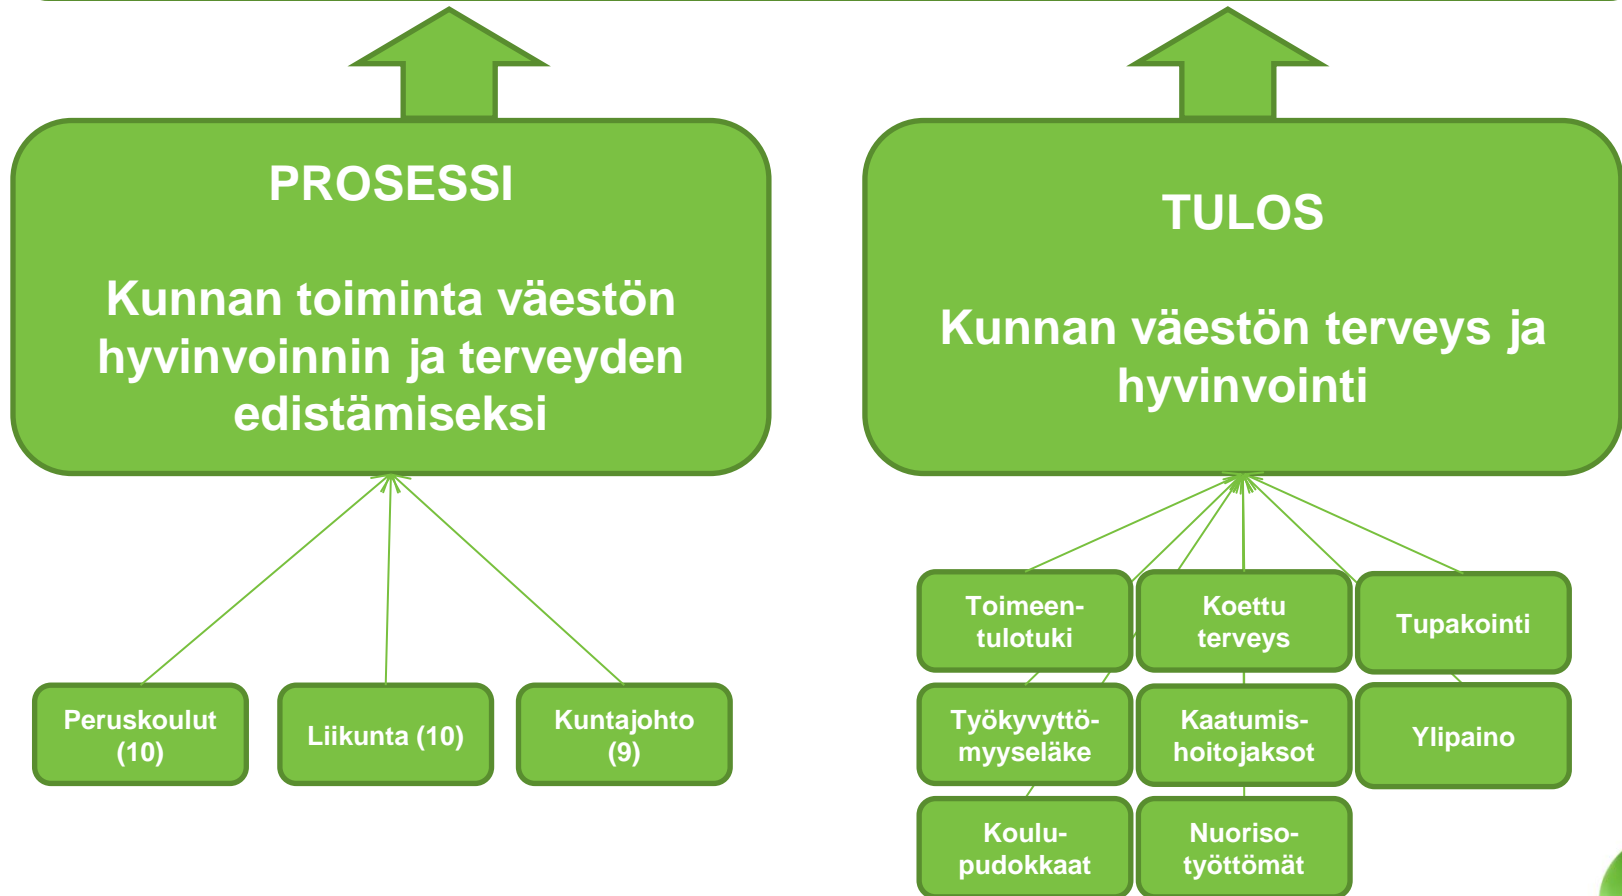 PROSESSI
Kunnan toiminta väestön
hyvinvoinnin ja terveyden
edistämiseksi
TULOS
Kunnan väestön terveys ja
hyvinvointi
Peruskoulut
(10)
Liikunta (10)
Kuntajohto
(9)
Toimeen-
tulotuki
Koettu
terveys
Tupakointi
Työkyvyttö-
myyseläke
Kaatumis-
hoitojaksot
Ylipaino
Koulu-
pudokkaat
Nuoriso-
työttömät